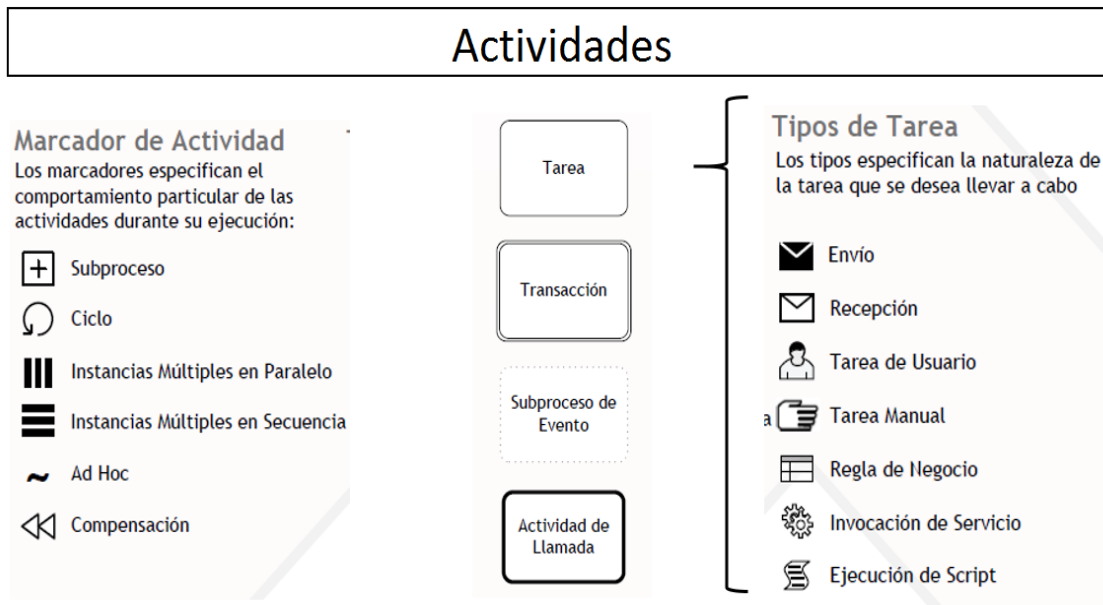 Actividades
Marcador de Actividad
Los marcadores especifican el
comportamiento particular de las
actividades durante su ejecución:
Subproceso
Ciclo
Instancias Múltiples en Paralelo
Instancias Múltiples en Secuencia
~ Ad Hoc
Compensación
Tarea
Transacción
Subproceso de
Evento
Actividad de
Llamada
Tipos de Tarea
Los tipos especifican la naturaleza de
la tarea que se desea llevar a cabo
Envío
Recepción
Tarea de Usuario
a Tarea Manual
Regla de Negocio
Invocación de Servicio
Ejecución de Script